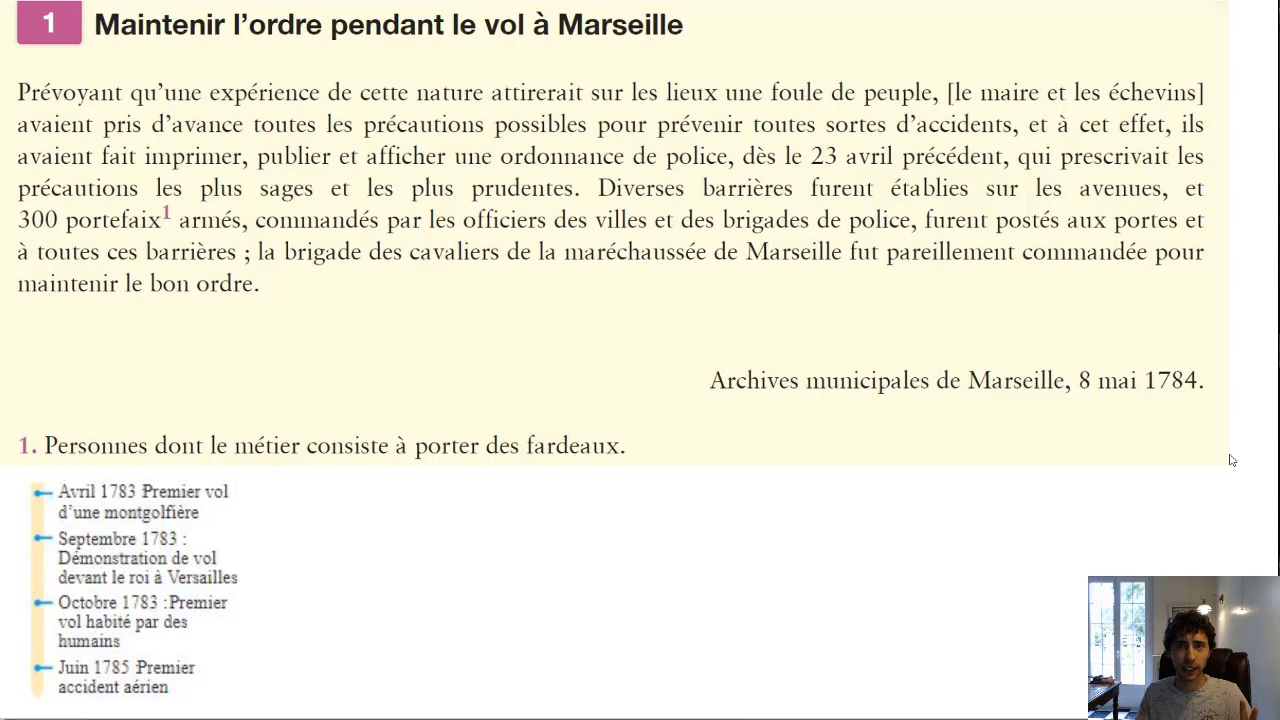 1 Maintenir l’ordre pendant le vol à Marseille
Prévoyant qu’une expérience de cette nature attirerait sur les lieux une foule de peuple, [le maire et les échevins]
avaient pris d’avance toutes les précautions possibles pour prévenir toutes sortes d’accidents, et à cet effet, ils
avaient fait imprimer, publier et afficher une ordonnance de police, dès le 23 avril précédent, qui prescrivait les
précautions les plus sages et les plus prudentes. Diverses barrières furent établies sur les avenues, et
300 portefaix1 armés, commandés par les officiers des villes et des brigades de police, furent postés aux portes et
à toutes ces barrières ; la brigade des cavaliers de la maréchaussée de Marseille fut pareillement commandée pour
maintenir le bon ordre.
Archives municipales de Marseille, 8 mai 1784.
1. Personnes dont le métier consiste à porter des fardeaux.
Avril 1783 Premier vol
d’une montgolfière
Septembre 1783 :
Démonstration de vol
devant le roi à Versailles
Octobre 1783 :Premier
vol habité par des
humains
Juin 1785 Premier
accident aérien